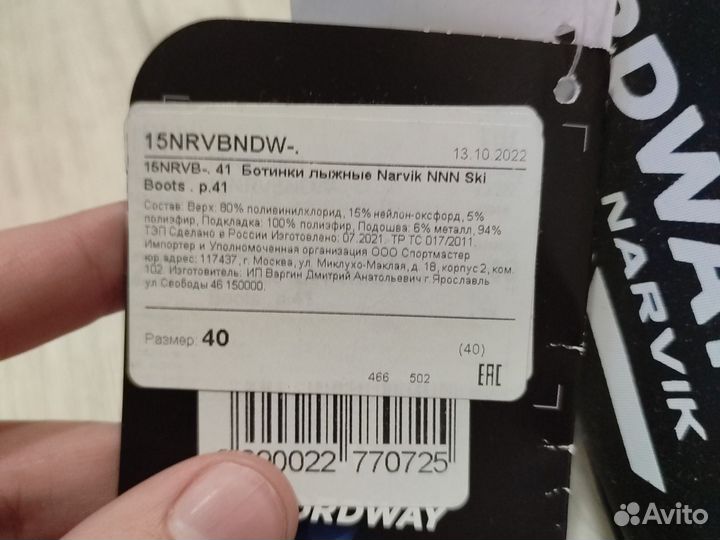 15NRVBNDW-.
13.10.2022
15NRVB-. 41 Ботинки лыжные Narvik NNN Ski
Boots . р.41
Состав: Верх: 80% поливинилхлорид, 15% нейлон-оксфорд, 5%
полиэфир, Подкладка: 100% полиэфир, Подошва: 6% металл, 94%
ТЭП Сделано в России Изготовлено: 07.2021. ТР ТС 017/2011.
Импортер и Уполномоченная организация ООО Спортмастер
юр.адрес: 117437, г. Москва, ул. Миклухо-Маклая, д. 18, корпус 2, ком.
102. Изготовитель: ИП Варгин Дмитрий Анатольевич г.Ярославль
ул Свободы 46 150000.
Размер: 40
(40)
466 502
EAC
770725
RDWAY
RDWAY
NARVIK
Avito